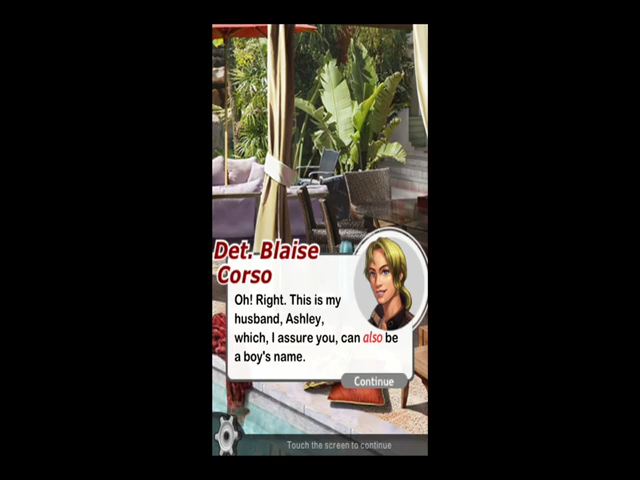 Det. Blaise
Corso
Oh! Right. This is my
husband, Ashley,
which, I assure you, can also be
a boy's name.
Continue
Touch the screen to continue